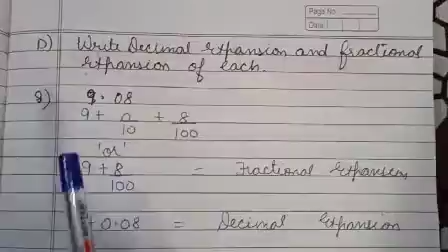 Page No.
Date
D) Write Decimal expansion and fractional
expansion of each.
8) 9.08
9 + 0/10 + 8/100
'or'
9 + 8/100 = Fractional Expansion
+ 0.08 = Decimal Expansion